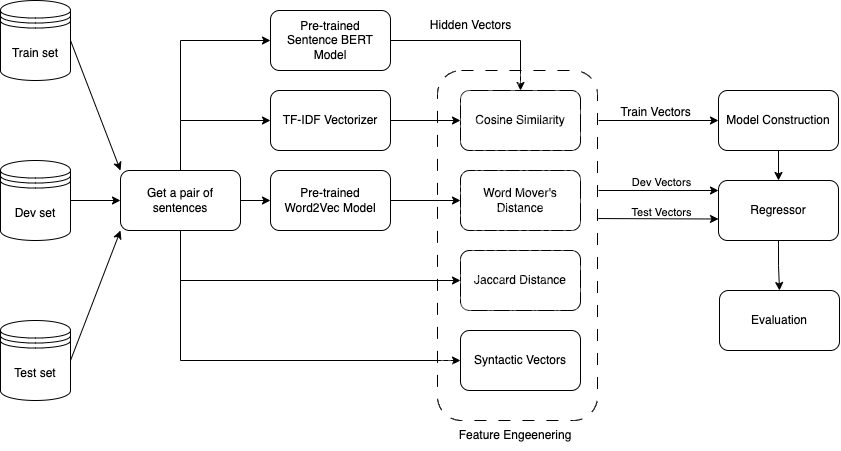 Train set
Dev set
Test set
Get a pair of
sentences
Pre-trained
Sentence BERT
Model
TF-IDF Vectorizer
Pre-trained
Word2Vec Model
Hidden Vectors
Cosine Similarity
Word Mover's
Distance
Jaccard Distance
Syntactic Vectors
Feature Engeenering
Train Vectors
Dev Vectors
Test Vectors
Model Construction
Regressor
Evaluation